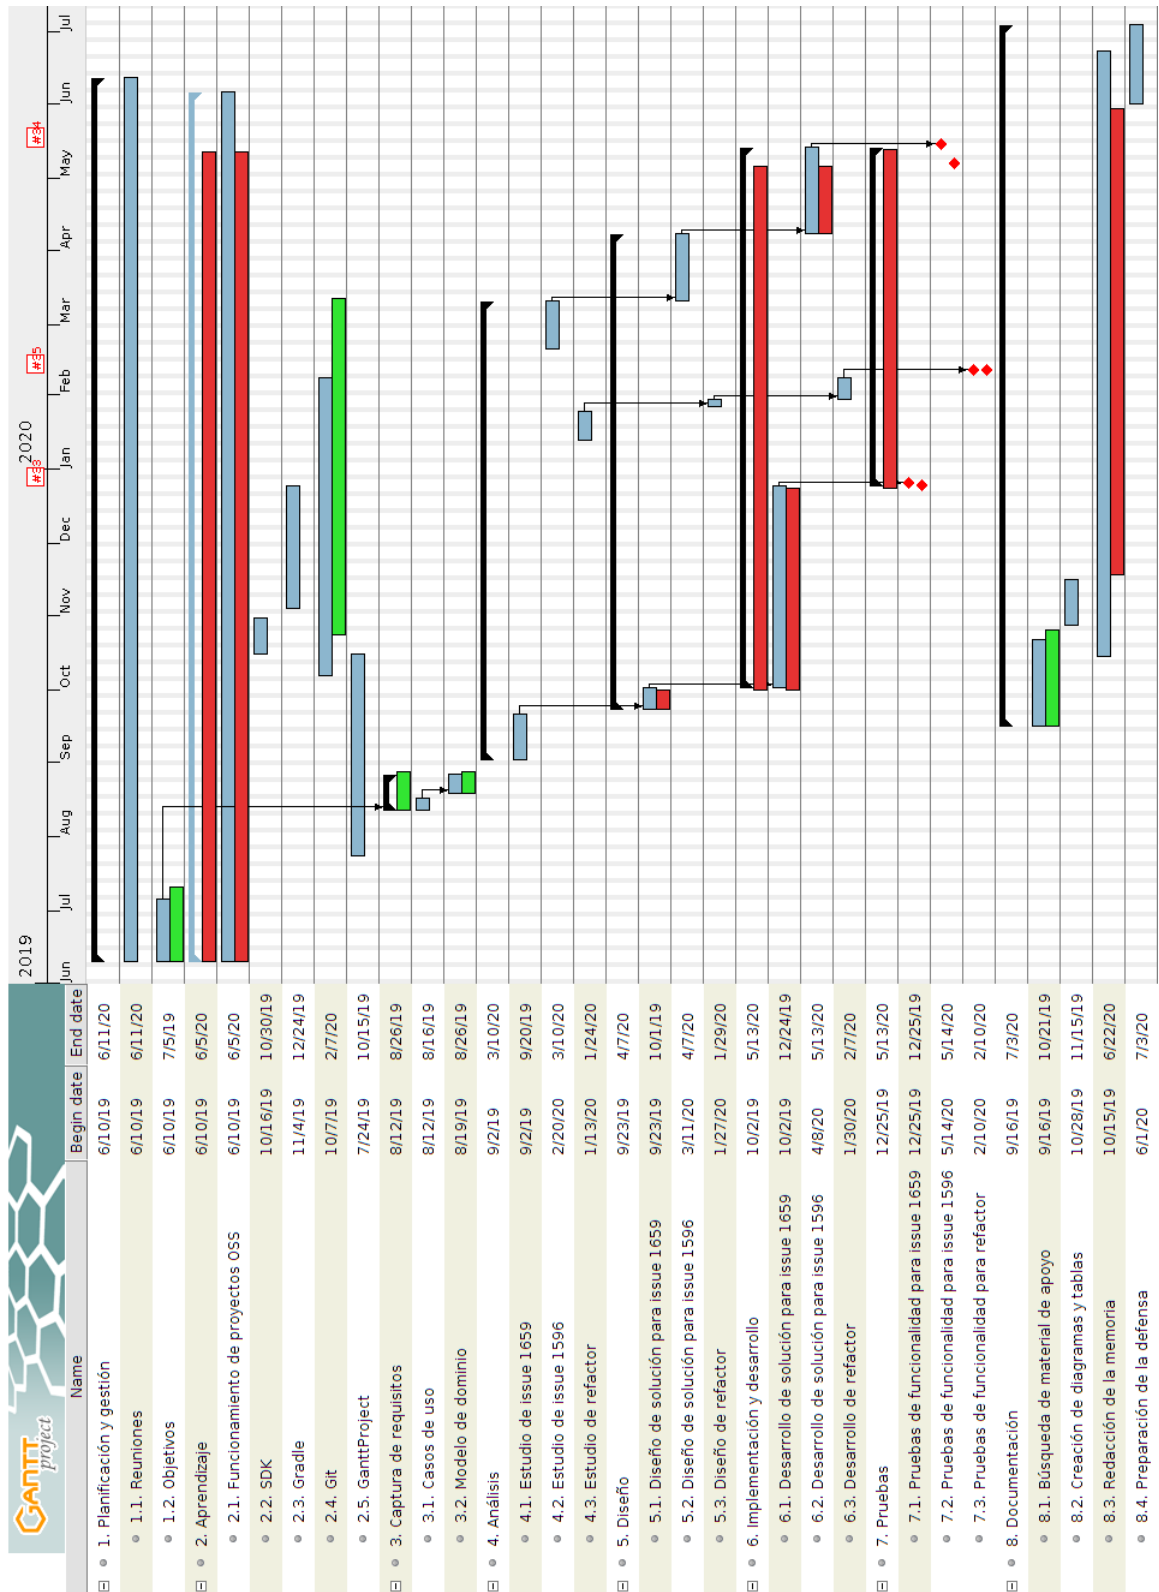 GANTT
project
2019
2020
#33
#35
#34
Name
Begin date
End date
Jun
Jul
Aug
Sep
Oct
Nov
Dec
Jan
Feb
Mar
Apr
May
Jun
Jul
1. Planificación y gestión 6/10/19 6/11/20
1.1. Reuniones 6/10/19 6/11/20
1.2. Objetivos 6/10/19 7/5/19
2. Aprendizaje 6/10/19 6/5/20
2.1. Funcionamiento de proyectos OSS 6/10/19 6/5/20
2.2. SDK 10/16/19 10/30/19
2.3. Gradle 11/4/19 12/24/19
2.4. Git 10/7/19 2/7/20
2.5. GanttProject 7/24/19 10/15/19
3. Captura de requisitos 8/12/19 8/26/19
3.1. Casos de uso 8/12/19 8/16/19
3.2. Modelo de dominio 8/19/19 8/26/19
4. Análisis 9/2/19 3/10/20
4.1. Estudio de issue 1659 9/2/19 9/20/19
4.2. Estudio de issue 1596 2/20/20 3/10/20
4.3. Estudio de refactor 1/13/20 1/24/20
5. Diseño 9/23/19 4/7/20
5.1. Diseño de solución para issue 1659 9/23/19 10/1/19
5.2. Diseño de solución para issue 1596 3/11/20 4/7/20
5.3. Diseño de refactor 1/27/20 1/29/20
6. Implementación y desarrollo 10/2/19 5/13/20
6.1. Desarrollo de solución para issue 1659 10/2/19 12/24/19
6.2. Desarrollo de solución para issue 1596 4/8/20 5/13/20
6.3. Desarrollo de refactor 1/30/20 2/7/20
7. Pruebas 12/25/19 5/13/20
7.1. Pruebas de funcionalidad para issue 1659 12/25/19 12/25/19
7.2. Pruebas de funcionalidad para issue 1596 5/14/20 5/14/20
7.3. Pruebas de funcionalidad para refactor 2/10/20 2/10/20
8. Documentación 9/16/19 7/3/20
8.1. Búsqueda de material de apoyo 9/16/19 10/21/19
8.2. Creación de diagramas y tablas 10/28/19 11/15/19
8.3. Redacción de la memoria 10/15/19 6/22/20
8.4. Preparación de la defensa 6/1/20 7/3/20